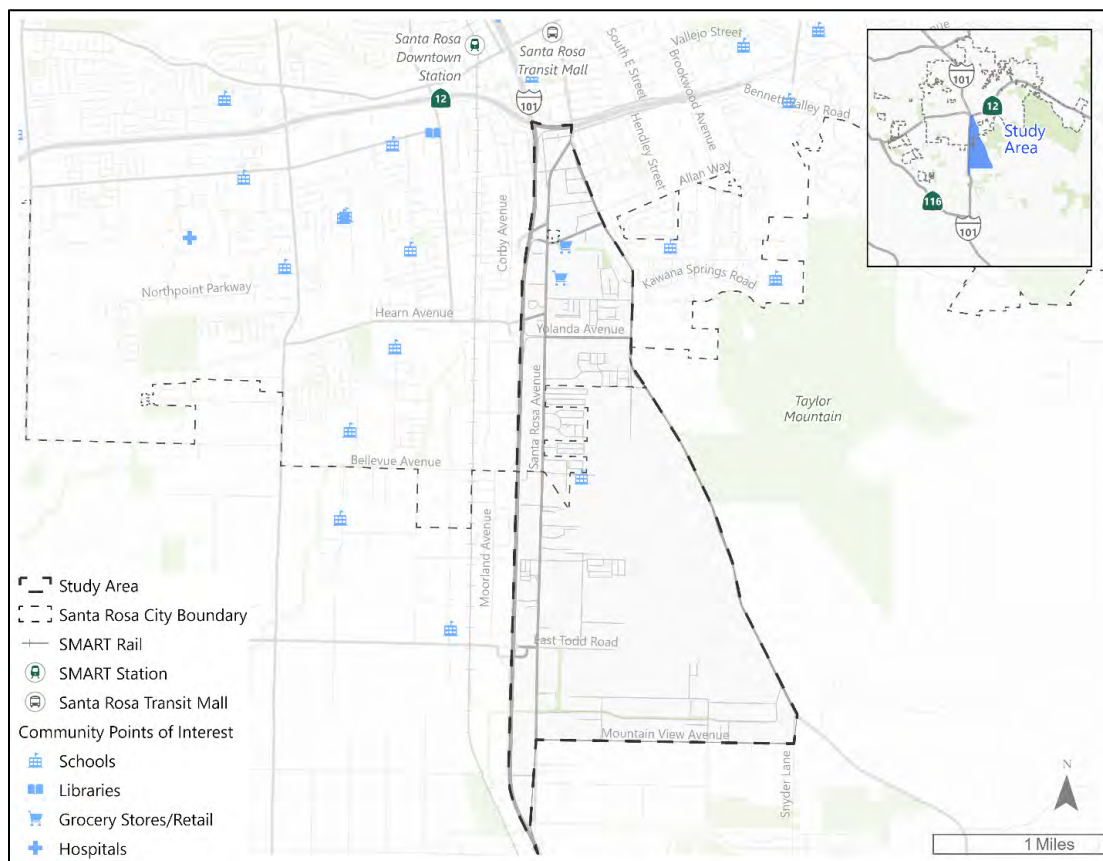 Santa Rosa
Downtown
Station
Santa Rosa
Transit Mall
South E Street
Vallejo Street
Brookwood Avenue
Bennett Valley Road
Hendley Street
Allan Way
12
101
Corby Avenue
Kawana Springs Road
Northpoint Parkway
Hearn Avenue
Yolanda Avenue
Santa Rosa Avenue
Taylor
Mountain
Bellevue Avenue
Moorland Avenue
East Todd Road
Mountain View Avenue
Snyder Lane
101
12
Study
Area
116
101
Study Area
Santa Rosa City Boundary
SMART Rail
SMART Station
Santa Rosa Transit Mall
Community Points of Interest
Schools
Libraries
Grocery Stores/Retail
Hospitals
N
1 Miles